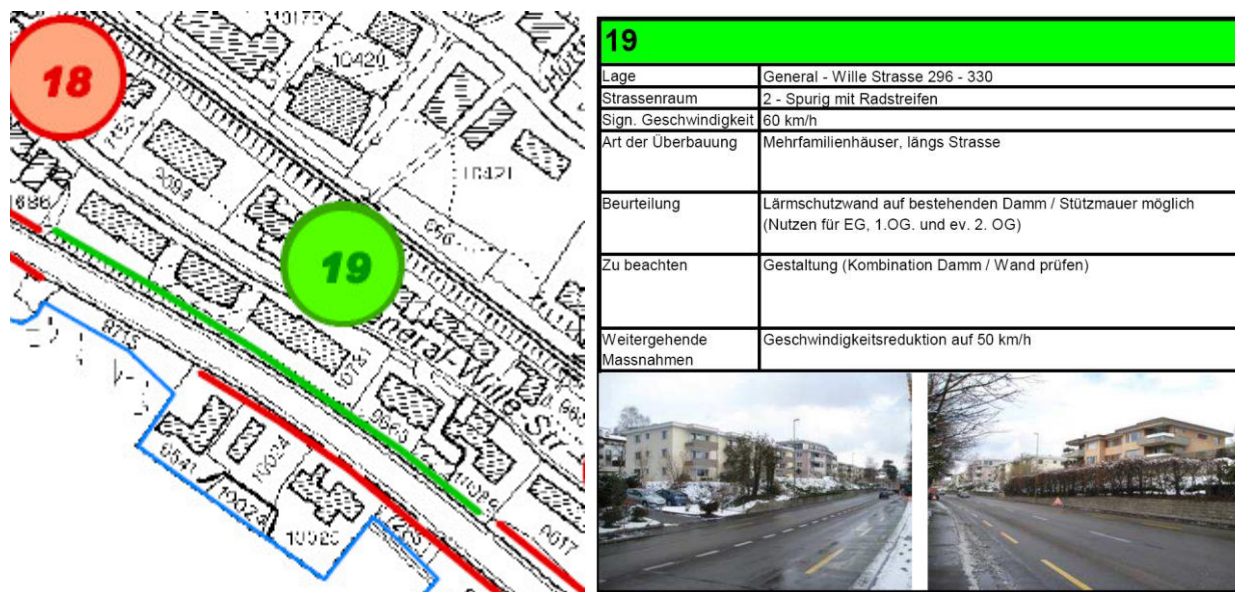 18
10420
10421
19
General-Wille-Str.
19
Lage General - Wille Strasse 296 - 330
Strassenraum 2 - Spurig mit Radstreifen
Sign. Geschwindigkeit 60 km/h
Art der Überbauung Mehrfamilienhäuser, längs Strasse
Beurteilung Lärmschutzwand auf bestehenden Damm / Stützmauer möglich
(Nutzen für EG, 1.OG. und ev. 2. OG)
Zu beachten Gestaltung (Kombination Damm / Wand prüfen)
Weitergehende Geschwindigkeitsreduktion auf 50 km/h
Massnahmen